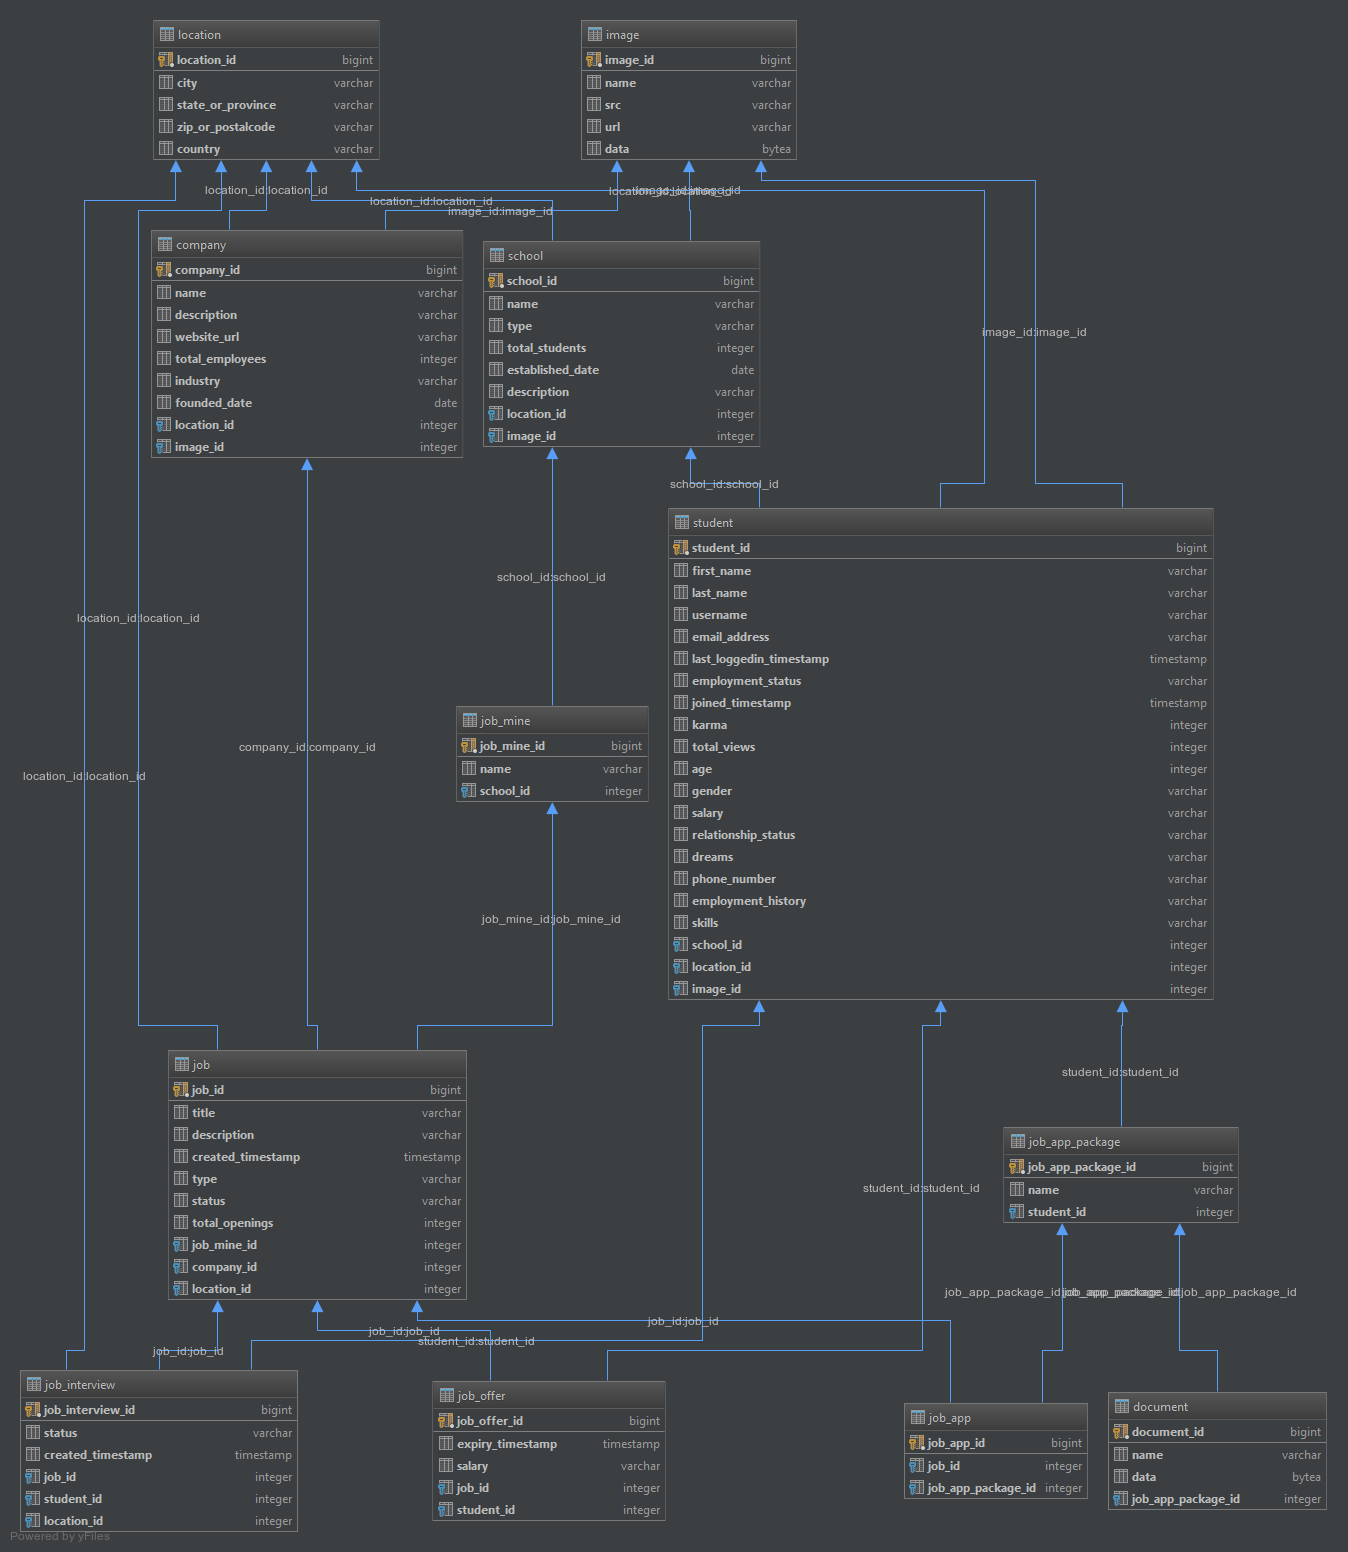 location
location_id bigint
city varchar
state_or_province varchar
zip_or_postalcode varchar
country varchar
image
image_id bigint
name varchar
src varchar
url varchar
data bytea
location_id:location_id
location_id:location_id
image_id:image_id
location_id:location_id
image_id:image_id
company
company_id bigint
name varchar
description varchar
website_url varchar
total_employees integer
industry varchar
founded_date date
location_id integer
image_id integer
school
school_id bigint
name varchar
type varchar
total_students integer
established_date date
description varchar
location_id integer
image_id integer
image_id:image_id
school_id:school_id
school_id:school_id
location_id:location_id
company_id:company_id
location_id:location_id
student
student_id bigint
first_name varchar
last_name varchar
username varchar
email_address varchar
last_loggedin_timestamp timestamp
employment_status varchar
joined_timestamp timestamp
karma integer
total_views integer
age integer
gender varchar
salary varchar
relationship_status varchar
dreams varchar
phone_number varchar
employment_history varchar
skills varchar
school_id integer
location_id integer
image_id integer
job_mine
job_mine_id bigint
name varchar
school_id integer
job_mine_id:job_mine_id
job
job_id bigint
title varchar
description varchar
created_timestamp timestamp
type varchar
status varchar
total_openings integer
job_mine_id integer
company_id integer
location_id integer
student_id:student_id
student_id:student_id
job_app_package
job_app_package_id bigint
name varchar
student_id integer
job_app_package_id:job_app_package_id
job_app_package_id:job_app_package_id
job_id:job_id
job_id:job_id
student_id:student_id
job_id:job_id
job_interview
job_interview_id bigint
status varchar
created_timestamp timestamp
job_id integer
student_id integer
location_id integer
job_offer
job_offer_id bigint
expiry_timestamp timestamp
salary varchar
job_id integer
student_id integer
job_app
job_app_id bigint
job_id integer
job_app_package_id integer
document
document_id bigint
name varchar
data bytea
job_app_package_id integer
Powered by yFiles